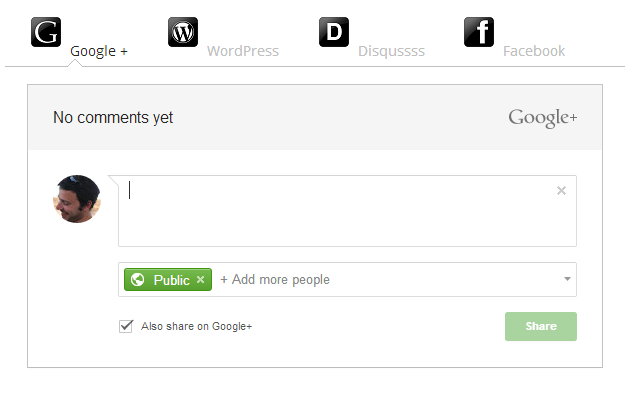 Google + WordPress Disqussss Facebook
No comments yet Google+
Public + Add more people
Also share on Google+ Share